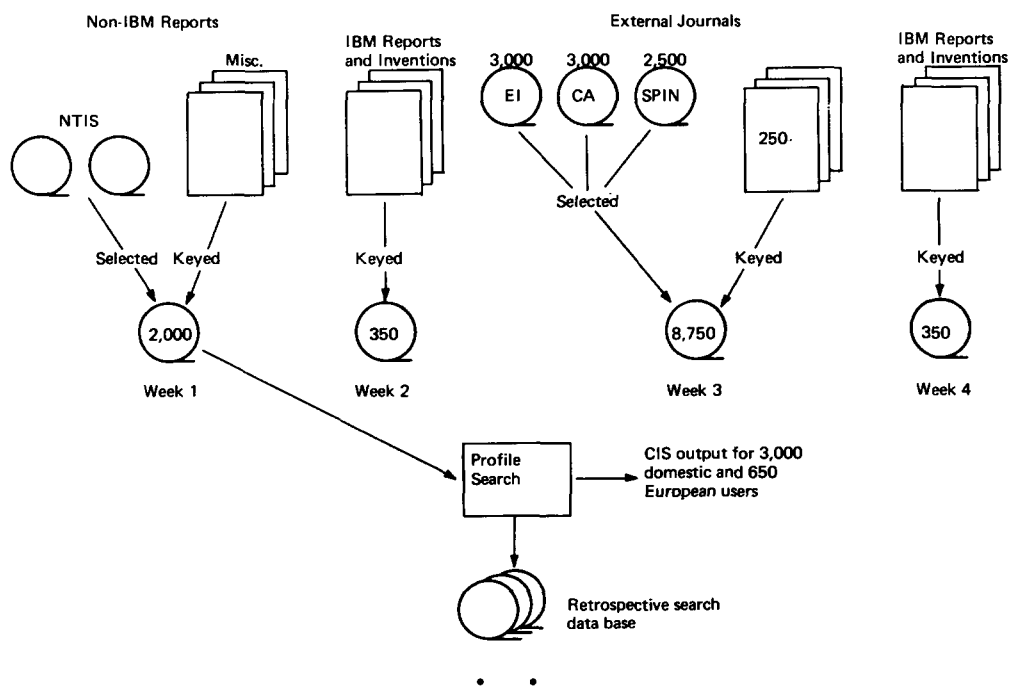 Non-IBM Reports
External Journals
Misc.
IBM Reports
and Inventions
3,000
3,000
2,500
IBM Reports
and Inventions
NTIS
EI
CA
SPIN
250
Selected
Selected
Keyed
Keyed
Keyed
Keyed
2,000
350
8,750
350
Week 1
Week 2
Week 3
Week 4
Profile
Search
CIS output for 3,000
domestic and 650
European users
Retrospective search
data base